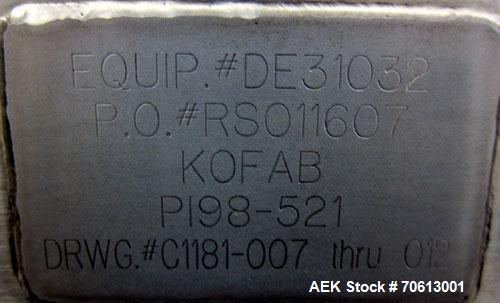 EQUIP.#DE31032
P.O.#RS011607
KOFAB
PI98-521
DRWG.#C1181-007 thru 012
AEK Stock # 70613001